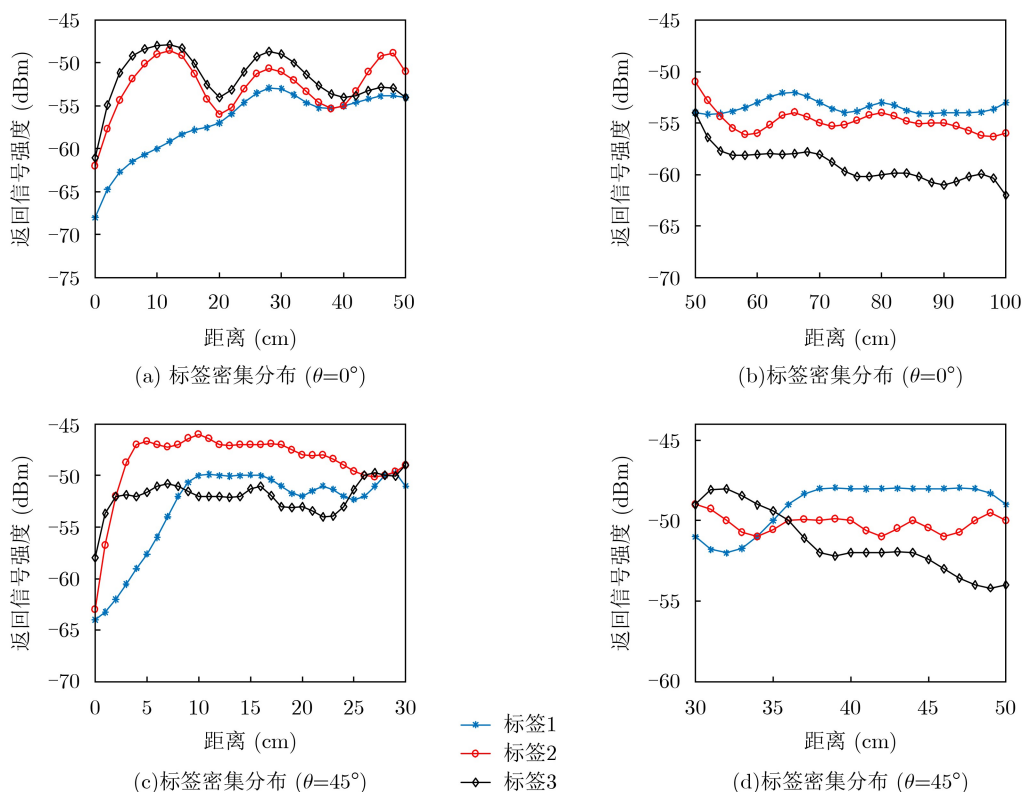 返回信号强度 (dBm)
−45
−50
−55
−60
−65
−70
−75
0 10 20 30 40 50
距离 (cm)
(a) 标签密集分布 (θ=0°)
返回信号强度 (dBm)
−45
−50
−55
−60
−65
−70
50 60 70 80 90 100
距离 (cm)
(b)标签密集分布 (θ=0°)
返回信号强度 (dBm)
−45
−50
−55
−60
−65
−70
0 5 10 15 20 25 30
距离 (cm)
(c)标签密集分布 (θ=45°)
标签1
标签2
标签3
返回信号强度 (dBm)
−45
−50
−55
−60
30 35 40 45 50
距离 (cm)
(d)标签密集分布 (θ=45°)